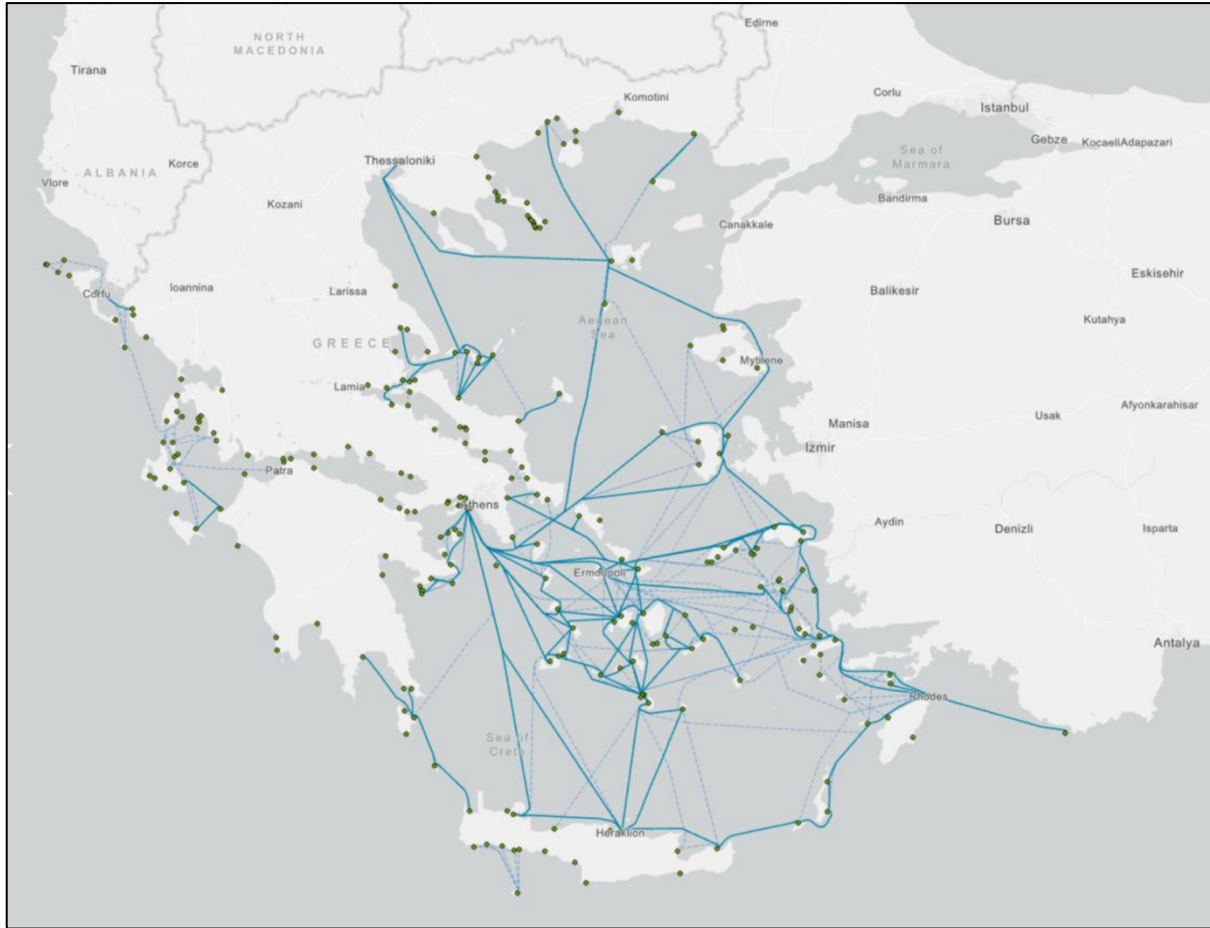 Edirne
NORTH
MACEDONIA
Tirana
Komotini
Corlu
Istanbul
Gebze
KocaeliAdapazari
Sea of
Marmara
Thessaloniki
Korce
ALBANIA
Vlore
Kozani
Bandirma
Canakkale
Bursa
Eskisehir
Ioannina
Larissa
Corfu
Balikesir
Kutahya
Aegean
Sea
GREECE
Mytilene
Lamia
Afyonkarahisar
Usak
Manisa
Izmir
Patra
Athens
Aydin
Denizli
Isparta
Ermoupoli
Antalya
Rhodes
Sea of
Crete
Heraklion